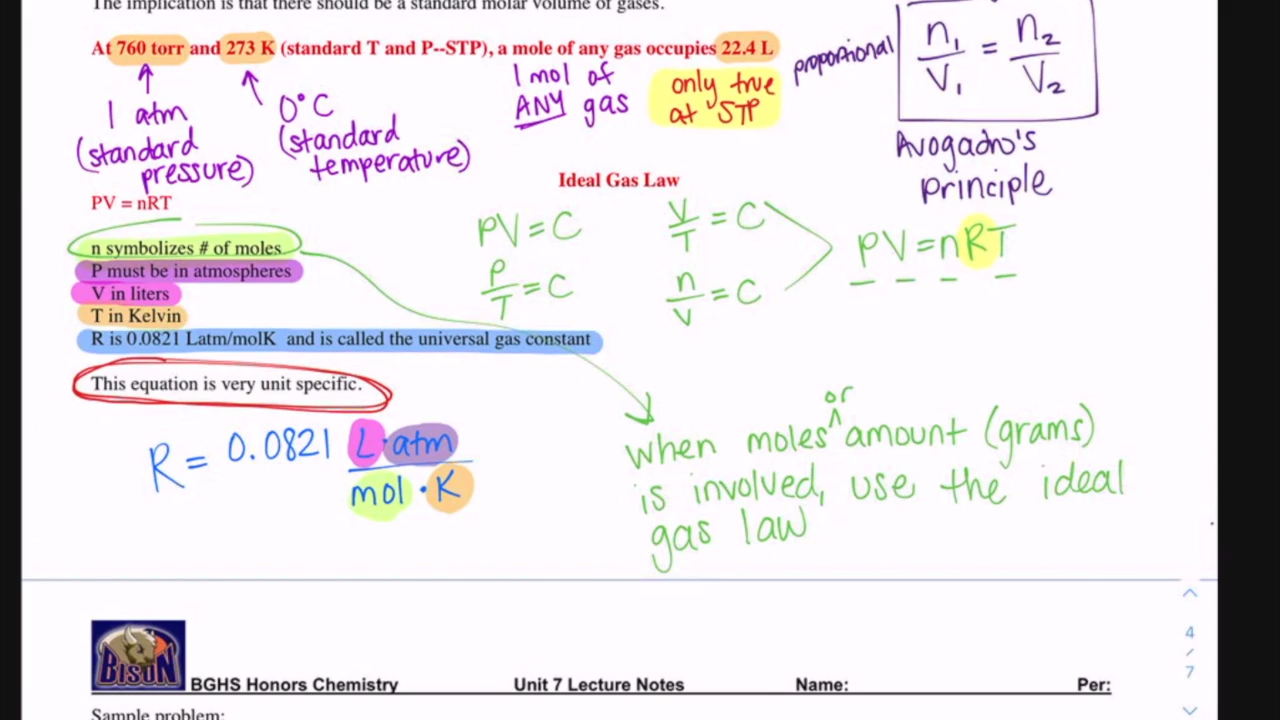 The implication is that there should be a standard molar volume of gases.
At 760 torr and 273 K (standard T and P--STP), a mole of any gas occupies 22.4 L
1 atm
(standard pressure)
0°C
(standard temperature)
1 mol of
ANY gas
only true
at STP
proportional
n₁/V₁ = n₂/V₂
Avogadro's
principle
Ideal Gas Law
PV = nRT
n symbolizes # of moles
P must be in atmospheres
V in liters
T in Kelvin
R is 0.0821 Latm/molK and is called the universal gas constant
This equation is very unit specific.
PV = C
V/T = C
P/T = C
n/V = C
PV = nRT
R = 0.0821 L·atm/mol·K
when moles or amount (grams)
is involved, use the ideal
gas law
4
/
7
BISON
BGHS Honors Chemistry Unit 7 Lecture Notes Name: Per:
Sample problem: